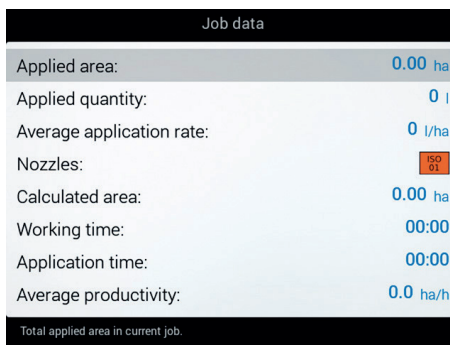 Job data
Applied area: 0.00 ha
Applied quantity: 0 l
Average application rate: 0 l/ha
Nozzles: ISO 01
Calculated area: 0.00 ha
Working time: 00:00
Application time: 00:00
Average productivity: 0.0 ha/h
Total applied area in current job.